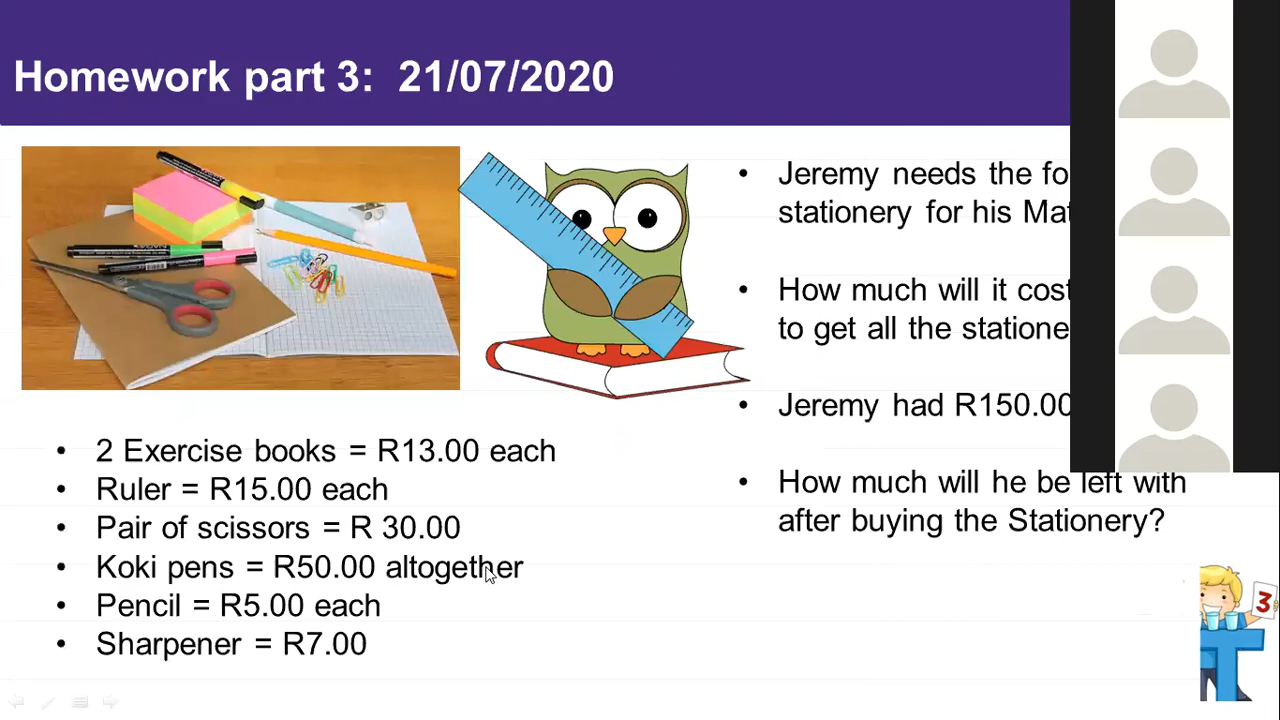 Homework part 3: 21/07/2020
2 Exercise books = R13.00 each
Ruler = R15.00 each
Pair of scissors = R 30.00
Koki pens = R50.00 altogether
Pencil = R5.00 each
Sharpener = R7.00
Jeremy needs the
stationery for his
How much will it cost
to get all the
Jeremy had R150.00
How much will he be left with
after buying the Stationery?
3
T